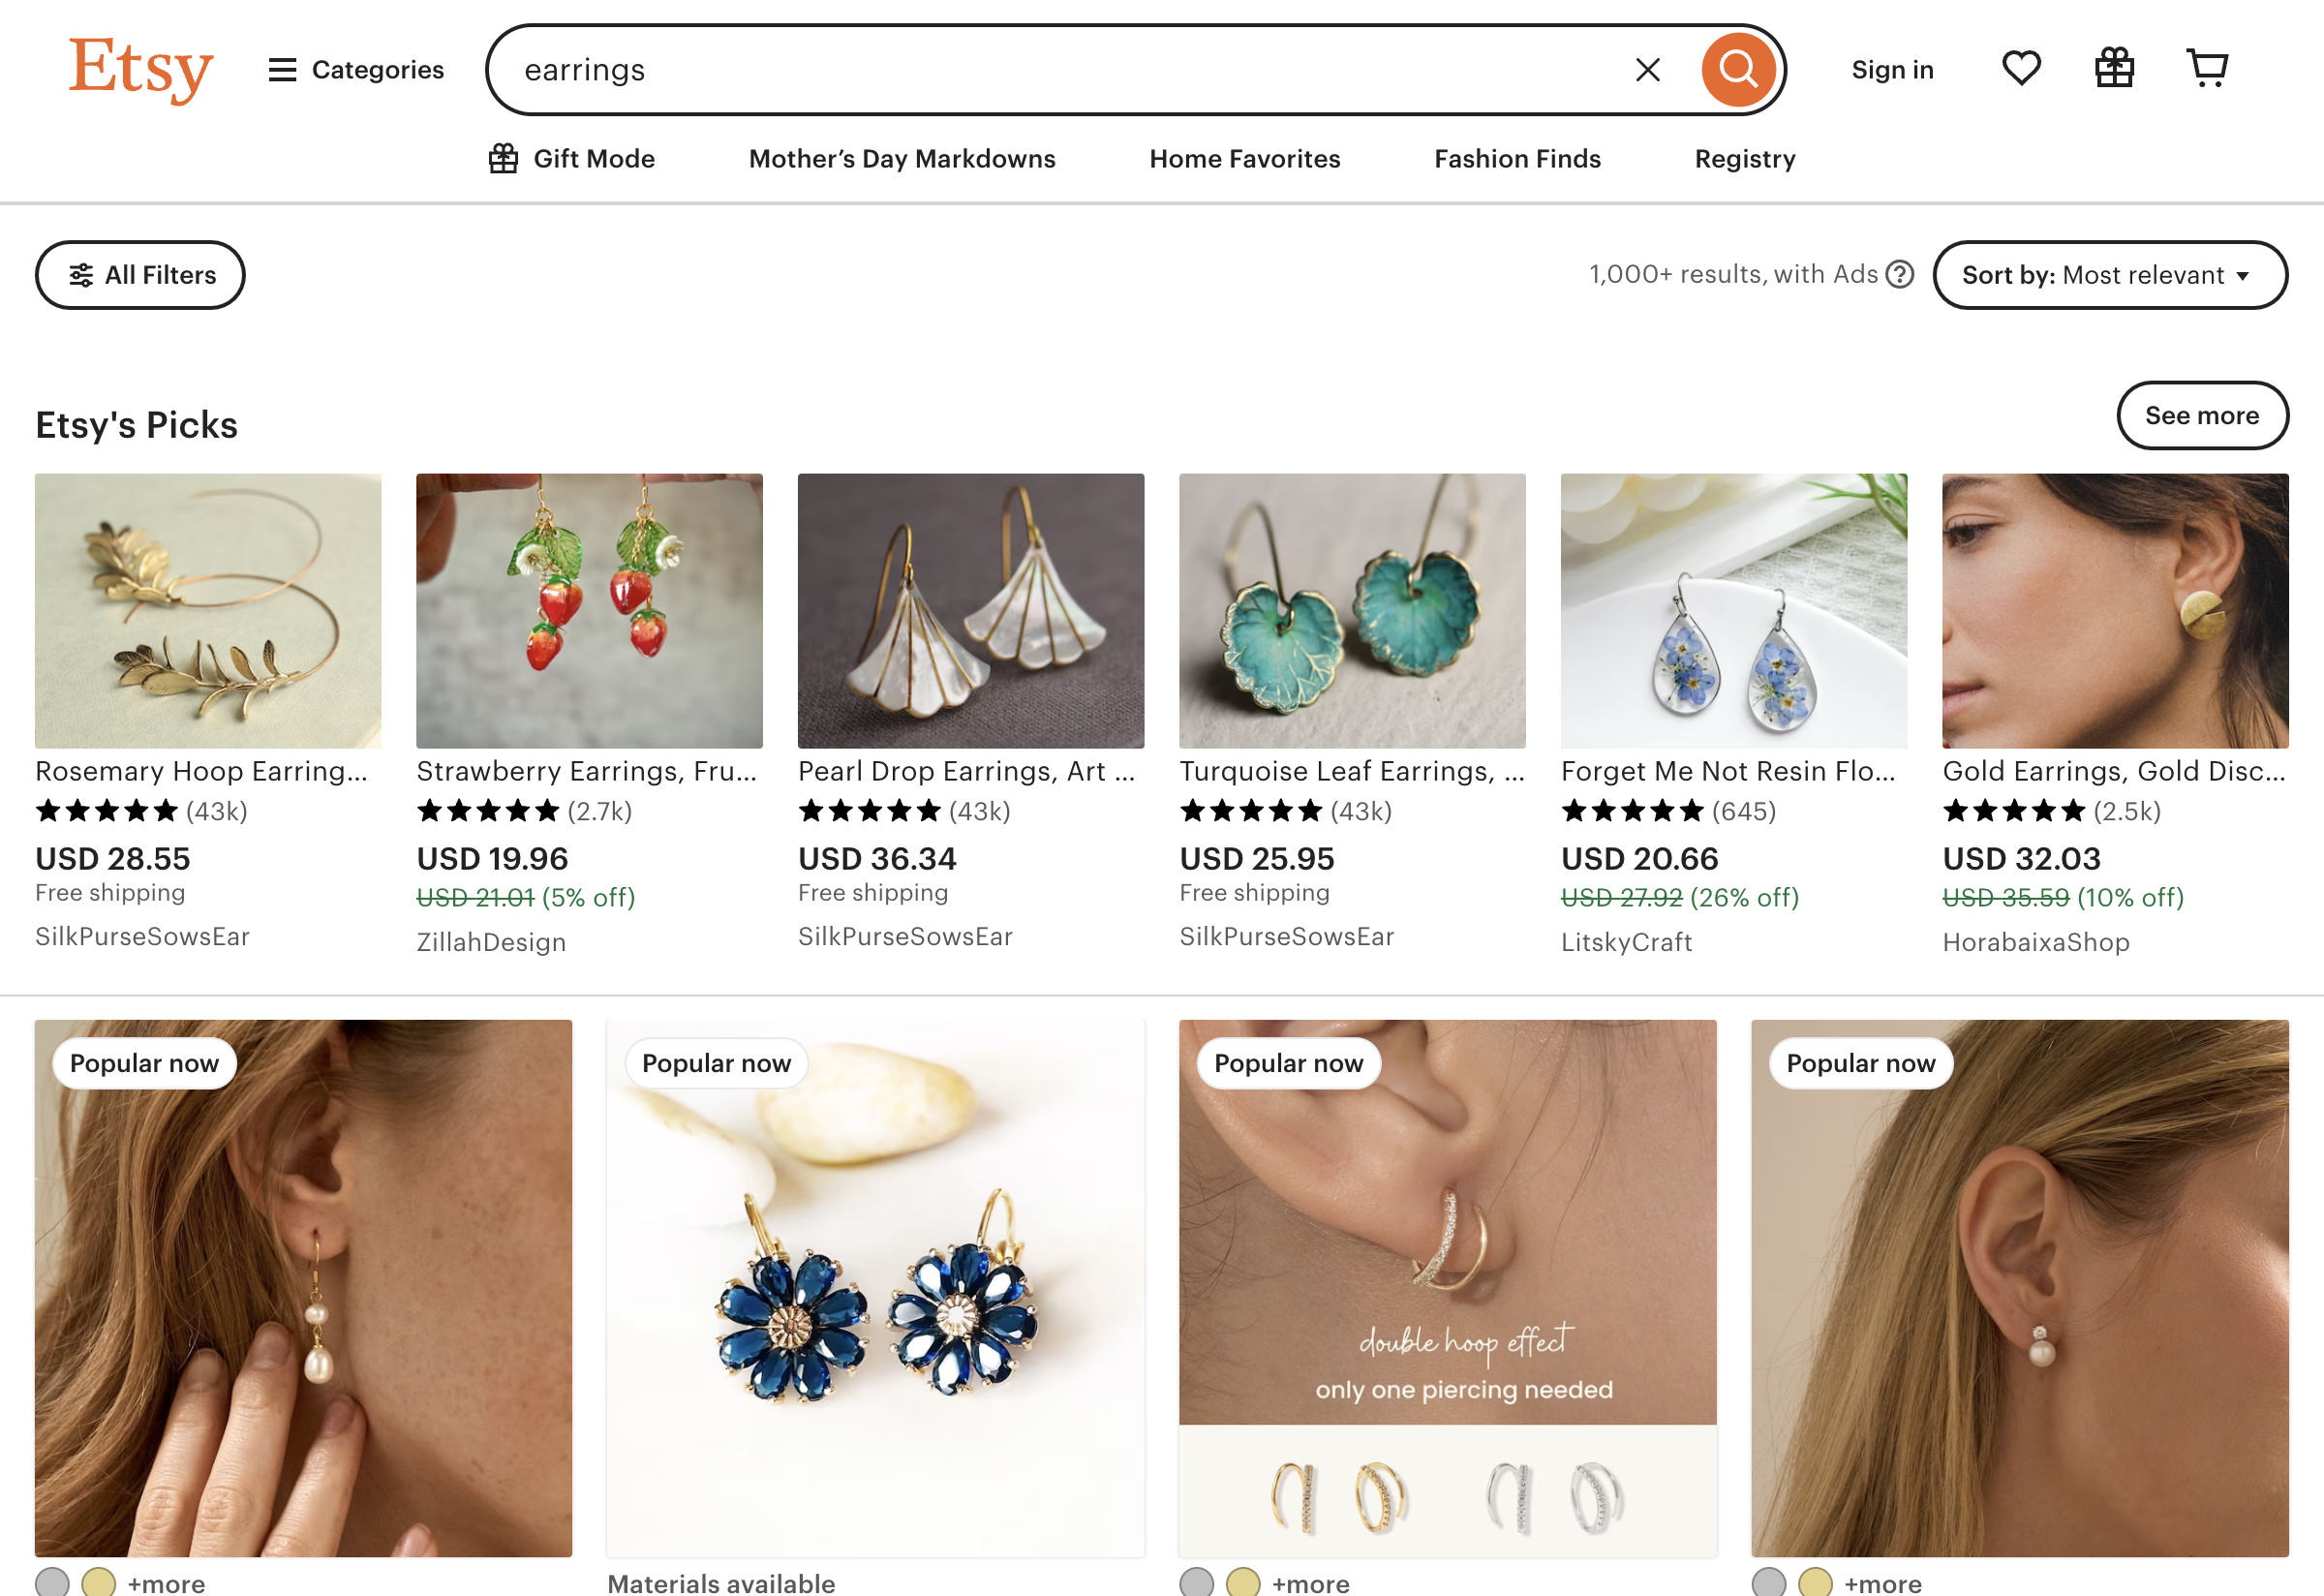 Etsy
Categories
earrings
Sign in
Gift Mode
Mother’s Day Markdowns
Home Favorites
Fashion Finds
Registry
All Filters
1,000+ results, with Ads
Sort by: Most relevant
Etsy's Picks
See more
Rosemary Hoop Earring...
(43k)
USD 28.55
Free shipping
SilkPurseSowsEar
Strawberry Earrings, Fru...
(2.7k)
USD 19.96
USD 21.01 (5% off)
ZillahDesign
Pearl Drop Earrings, Art ...
(43k)
USD 36.34
Free shipping
SilkPurseSowsEar
Turquoise Leaf Earrings, ...
(43k)
USD 25.95
Free shipping
SilkPurseSowsEar
Forget Me Not Resin Flo...
(645)
USD 20.66
USD 27.92 (26% off)
LitskyCraft
Gold Earrings, Gold Disc...
(2.5k)
USD 32.03
USD 35.59 (10% off)
HorabaixaShop
Popular now
+more
Popular now
Materials available
Popular now
double hoop effect
only one piercing needed
+more
Popular now
+more